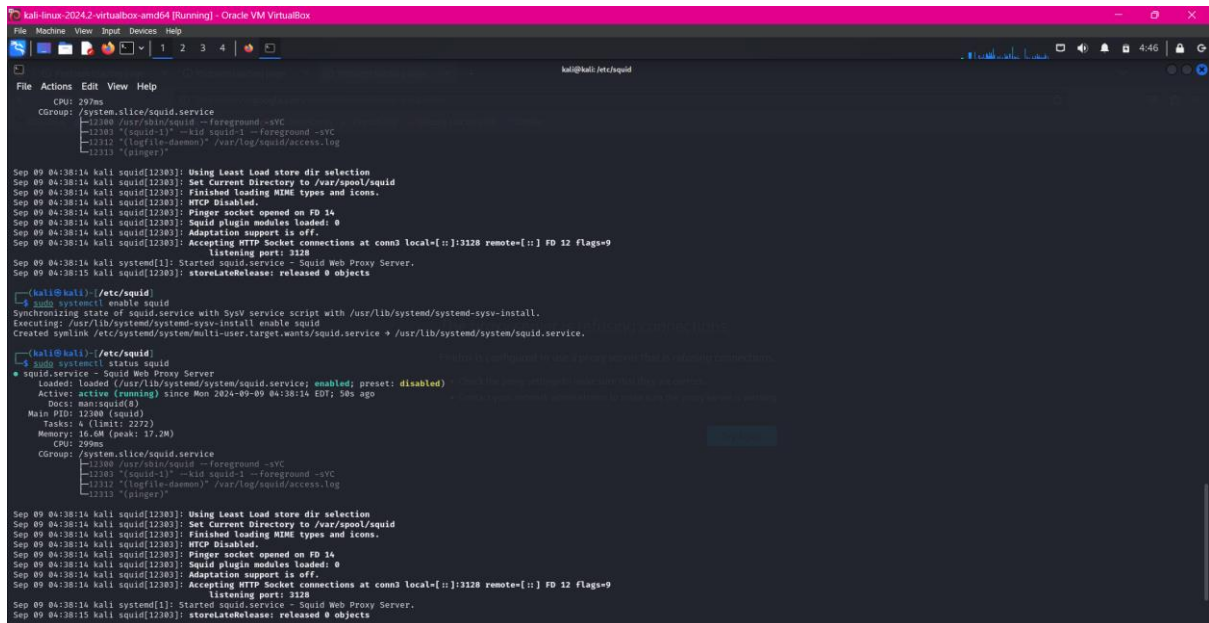 kali-linux-2024.2-virtualbox-amd64 [Running] - Oracle VM VirtualBox
File Machine View Input Devices Help
1 2 3 4
4:46
kali@kali: /etc/squid
File Actions Edit View Help
CPU: 297ms
CGroup: /system.slice/squid.service
├─12300 /usr/sbin/squid --foreground -sYC
├─12303 "(squid-1)" --kid squid-1 --foreground -sYC
├─12312 "(logfile-daemon)" /var/log/squid/access.log
└─12313 "(pinger)"
Sep 09 04:38:14 kali squid[12303]: Using Least Load store dir selection
Sep 09 04:38:14 kali squid[12303]: Set Current Directory to /var/spool/squid
Sep 09 04:38:14 kali squid[12303]: Finished loading MIME types and icons.
Sep 09 04:38:14 kali squid[12303]: HTCP Disabled.
Sep 09 04:38:14 kali squid[12303]: Pinger socket opened on FD 14
Sep 09 04:38:14 kali squid[12303]: Squid plugin modules loaded: 0
Sep 09 04:38:14 kali squid[12303]: Adaptation support is off.
Sep 09 04:38:14 kali squid[12303]: Accepting HTTP Socket connections at conn3 local=[::]:3128 remote=[::] FD 12 flags=9
listening port: 3128
Sep 09 04:38:14 kali systemd[1]: Started squid.service - Squid Web Proxy Server.
Sep 09 04:38:15 kali squid[12303]: storeLateRelease: released 0 objects
┌──(kali㉿kali)-[/etc/squid]
└─$ sudo systemctl enable squid
Synchronizing state of squid.service with SysV service script with /usr/lib/systemd/systemd-sysv-install.
Executing: /usr/lib/systemd/systemd-sysv-install enable squid
Created symlink /etc/systemd/system/multi-user.target.wants/squid.service → /usr/lib/systemd/system/squid.service.
┌──(kali㉿kali)-[/etc/squid]
└─$ sudo systemctl status squid
● squid.service - Squid Web Proxy Server
Loaded: loaded (/usr/lib/systemd/system/squid.service; enabled; preset: disabled)
Active: active (running) since Mon 2024-09-09 04:38:14 EDT; 50s ago
Docs: man:squid(8)
Main PID: 12300 (squid)
Tasks: 4 (limit: 2272)
Memory: 16.6M (peak: 17.2M)
CPU: 299ms
CGroup: /system.slice/squid.service
├─12300 /usr/sbin/squid --foreground -sYC
├─12303 "(squid-1)" --kid squid-1 --foreground -sYC
├─12312 "(logfile-daemon)" /var/log/squid/access.log
└─12313 "(pinger)"
Sep 09 04:38:14 kali squid[12303]: Using Least Load store dir selection
Sep 09 04:38:14 kali squid[12303]: Set Current Directory to /var/spool/squid
Sep 09 04:38:14 kali squid[12303]: Finished loading MIME types and icons.
Sep 09 04:38:14 kali squid[12303]: HTCP Disabled.
Sep 09 04:38:14 kali squid[12303]: Pinger socket opened on FD 14
Sep 09 04:38:14 kali squid[12303]: Squid plugin modules loaded: 0
Sep 09 04:38:14 kali squid[12303]: Adaptation support is off.
Sep 09 04:38:14 kali squid[12303]: Accepting HTTP Socket connections at conn3 local=[::]:3128 remote=[::] FD 12 flags=9
listening port: 3128
Sep 09 04:38:14 kali systemd[1]: Started squid.service - Squid Web Proxy Server.
Sep 09 04:38:15 kali squid[12303]: storeLateRelease: released 0 objects